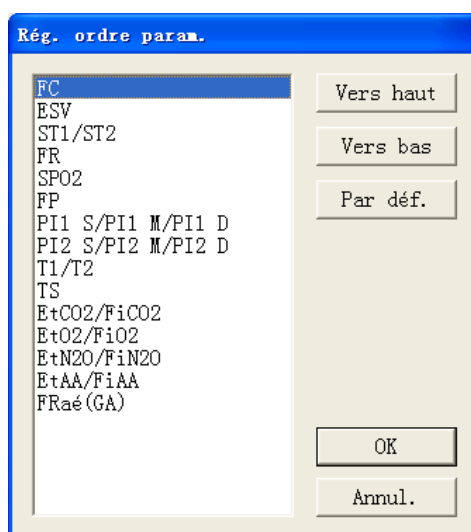 Rég. ordre param.
FC
ESV
ST1/ST2
FR
SPO2
FP
PI1 S/PI1 M/PI1 D
PI2 S/PI2 M/PI2 D
T1/T2
TS
EtCO2/FiCO2
EtO2/FiO2
EtN2O/FiN2O
EtAA/FiAA
FRaé(GA)
Vers haut
Vers bas
Par déf.
OK
Annul.